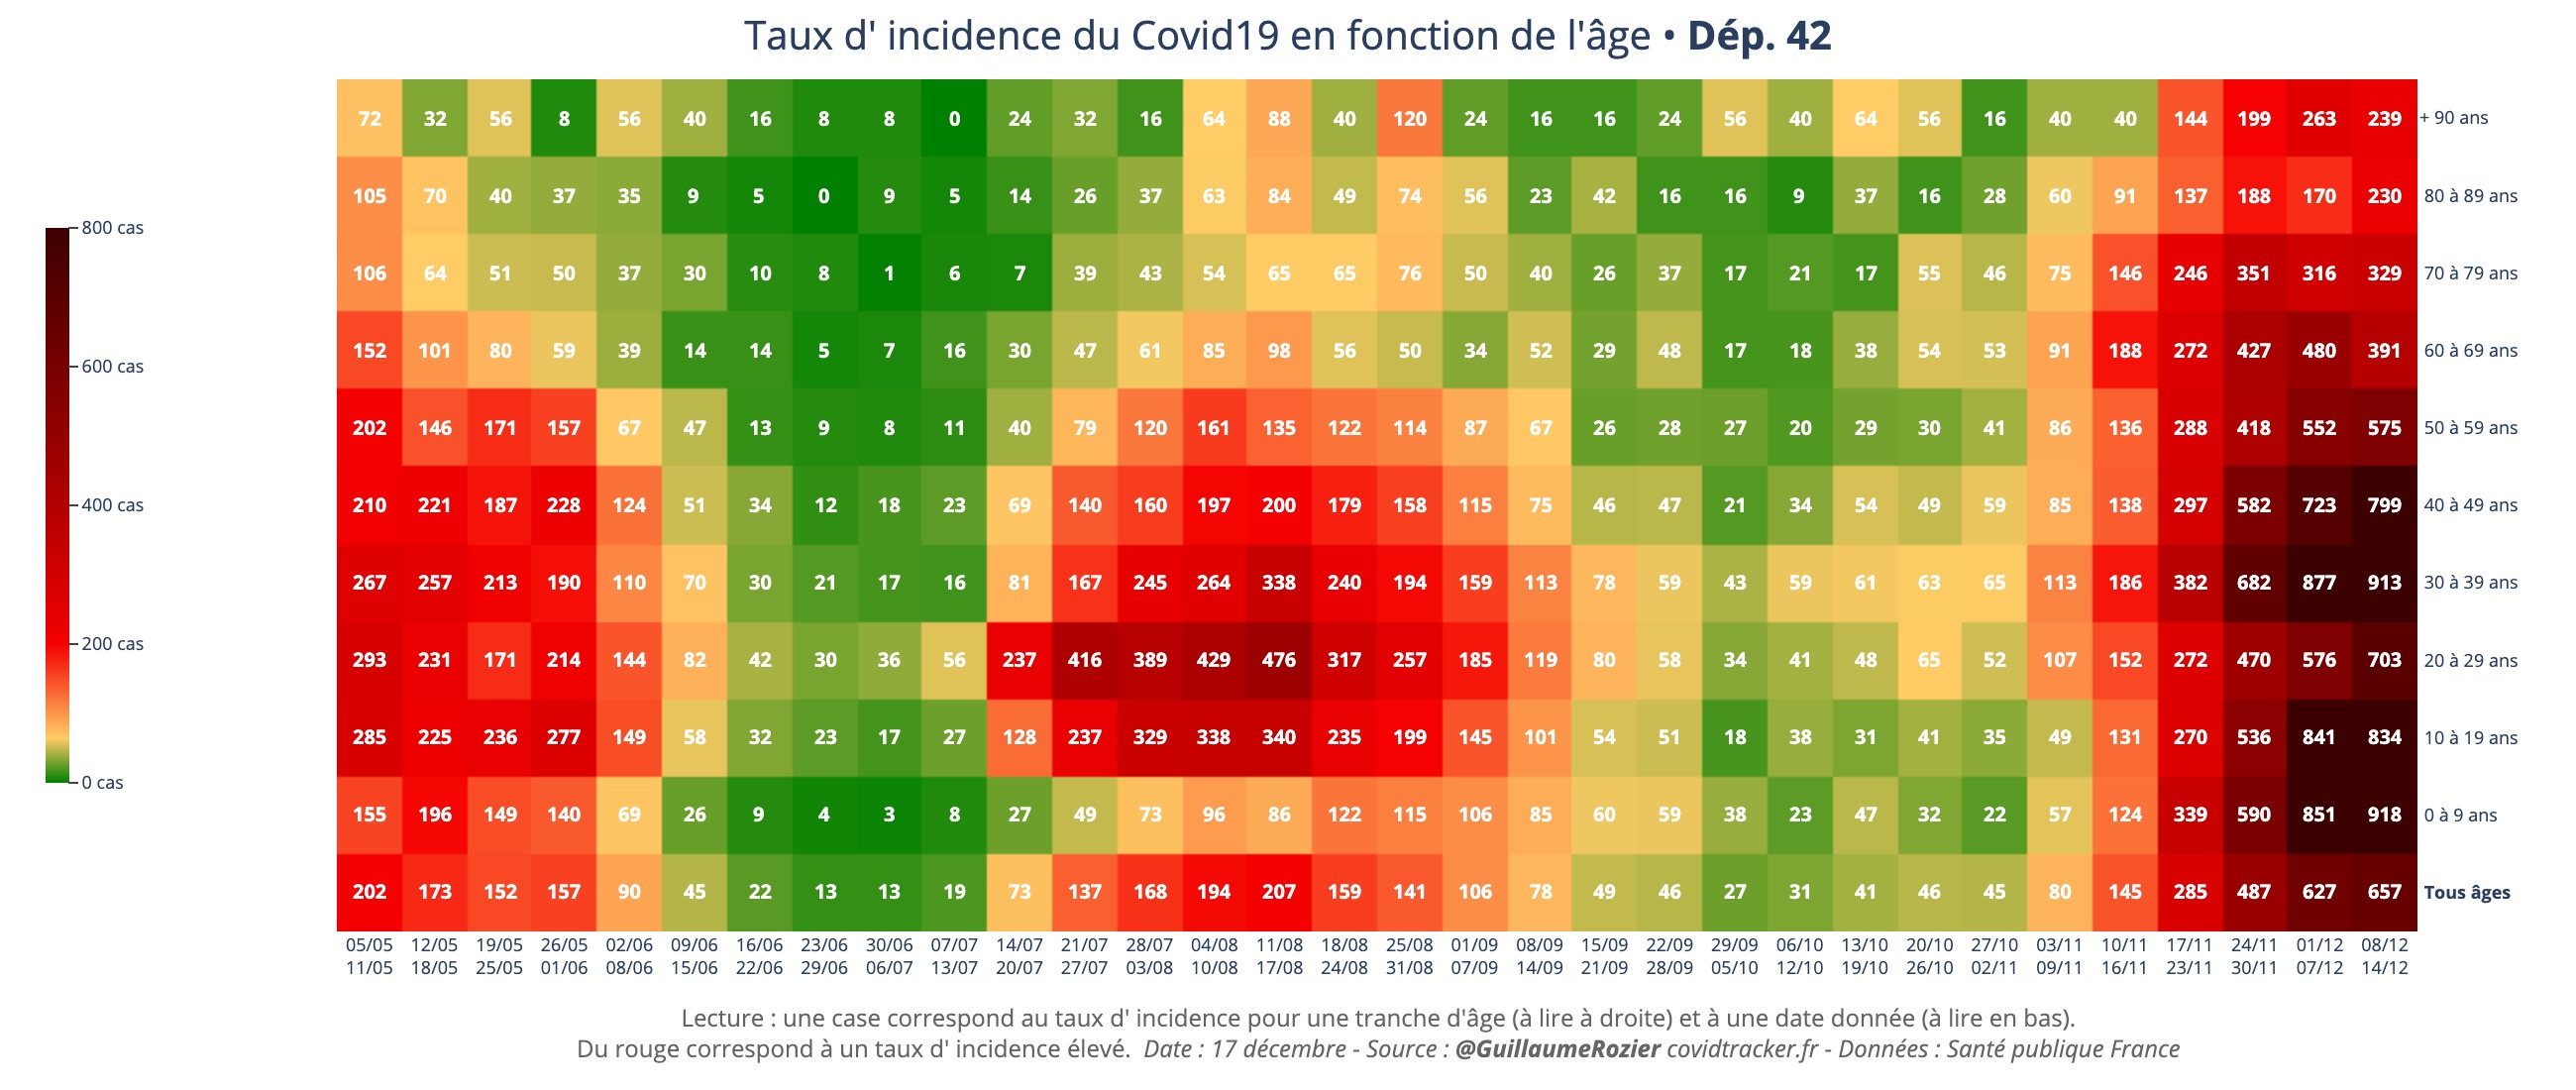 Taux d' incidence du Covid19 en fonction de l'âge • Dép. 42
800 cas
600 cas
400 cas
200 cas
0 cas
72 32 56 8 56 40 16 8 8 0 24 32 16 64 88 40 120 24 16 16 24 56 40 64 56 16 40 40 144 199 263 239 + 90 ans
105 70 40 37 35 9 5 0 9 5 14 26 37 63 84 49 74 56 23 42 16 16 9 37 16 28 60 91 137 188 170 230 80 à 89 ans
106 64 51 50 37 30 10 8 1 6 7 39 43 54 65 65 76 50 40 26 37 17 21 17 55 46 75 146 246 351 316 329 70 à 79 ans
152 101 80 59 39 14 14 5 7 16 30 47 61 85 98 56 50 34 52 29 48 17 18 38 54 53 91 188 272 427 480 391 60 à 69 ans
202 146 171 157 67 47 13 9 8 11 40 79 120 161 135 122 114 87 67 26 28 27 20 29 30 41 86 136 288 418 552 575 50 à 59 ans
210 221 187 228 124 51 34 12 18 23 69 140 160 197 200 179 158 115 75 46 47 21 34 54 49 59 85 138 297 582 723 799 40 à 49 ans
267 257 213 190 110 70 30 21 17 16 81 167 245 264 338 240 194 159 113 78 59 43 59 61 63 65 113 186 382 682 877 913 30 à 39 ans
293 231 171 214 144 82 42 30 36 56 237 416 389 429 476 317 257 185 119 80 58 34 41 48 65 52 107 152 272 470 576 703 20 à 29 ans
285 225 236 277 149 58 32 23 17 27 128 237 329 338 340 235 199 145 101 54 51 18 38 31 41 35 49 131 270 536 841 834 10 à 19 ans
155 196 149 140 69 26 9 4 3 8 27 49 73 96 86 122 115 106 85 60 59 38 23 47 32 22 57 124 339 590 851 918 0 à 9 ans
202 173 152 157 90 45 22 13 13 19 73 137 168 194 207 159 141 106 78 49 46 27 31 41 46 45 80 145 285 487 627 657 Tous âges
05/05 12/05 19/05 26/05 02/06 09/06 16/06 23/06 30/06 07/07 14/07 21/07 28/07 04/08 11/08 18/08 25/08 01/09 08/09 15/09 22/09 29/09 06/10 13/10 20/10 27/10 03/11 10/11 17/11 24/11 01/12 08/12
11/05 18/05 25/05 01/06 08/06 15/06 22/06 29/06 06/07 13/07 20/07 27/07 03/08 10/08 17/08 24/08 31/08 07/09 14/09 21/09 28/09 05/10 12/10 19/10 26/10 02/11 09/11 16/11 23/11 30/11 07/12 14/12
Lecture : une case correspond au taux d' incidence pour une tranche d'âge (à lire à droite) et à une date donnée (à lire en bas).
Du rouge correspond à un taux d' incidence élevé. Date : 17 décembre - Source : @GuillaumeRozier covidtracker.fr - Données : Santé publique France